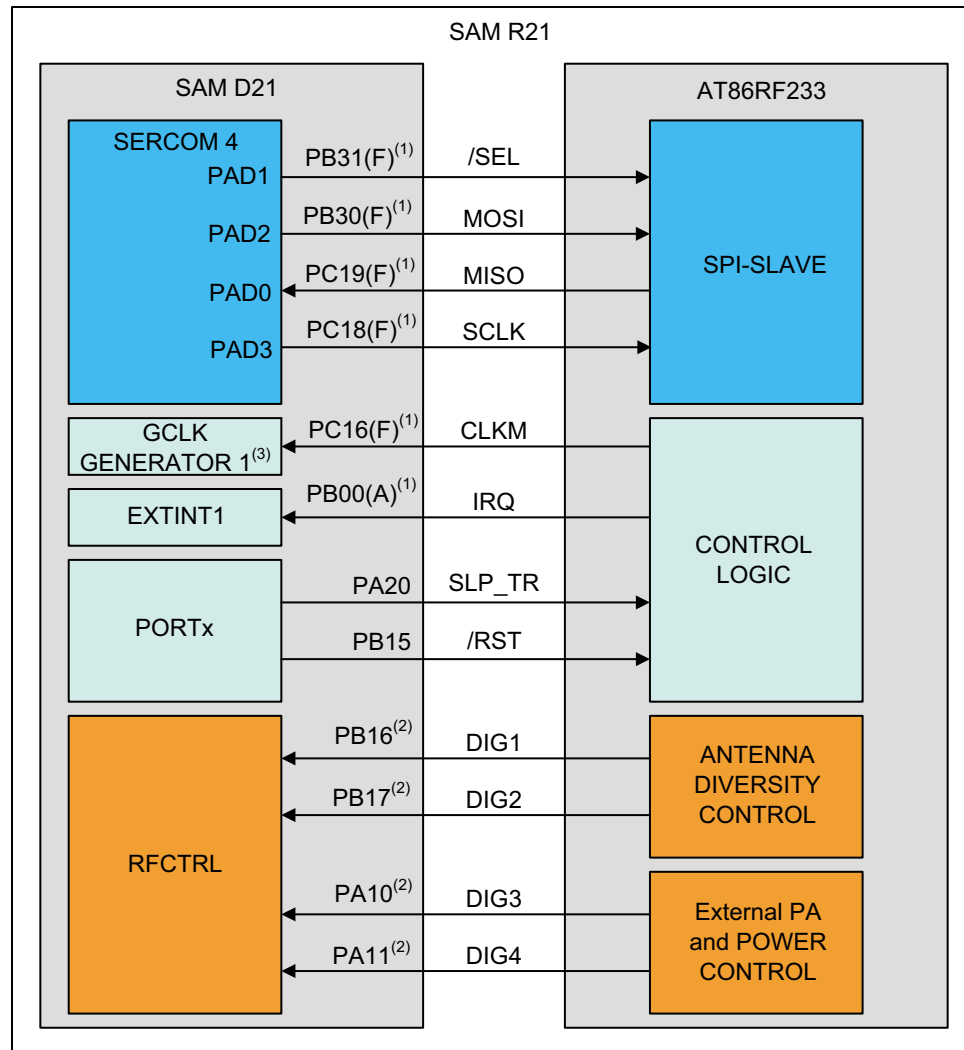 SAM R21
SAM D21
AT86RF233
SERCOM 4
PAD1
PB31(F)(1)
/SEL
PAD2
PB30(F)(1)
MOSI
PAD0
PC19(F)(1)
MISO
PAD3
PC18(F)(1)
SCLK
SPI-SLAVE
GCLK
GENERATOR 1(3)
PC16(F)(1)
CLKM
EXTINT1
PB00(A)(1)
IRQ
PORTx
PA20
SLP_TR
PB15
/RST
CONTROL
LOGIC
RFCTRL
PB16(2)
DIG1
PB17(2)
DIG2
ANTENNA
DIVERSITY
CONTROL
PA10(2)
DIG3
PA11(2)
DIG4
External PA
and POWER
CONTROL